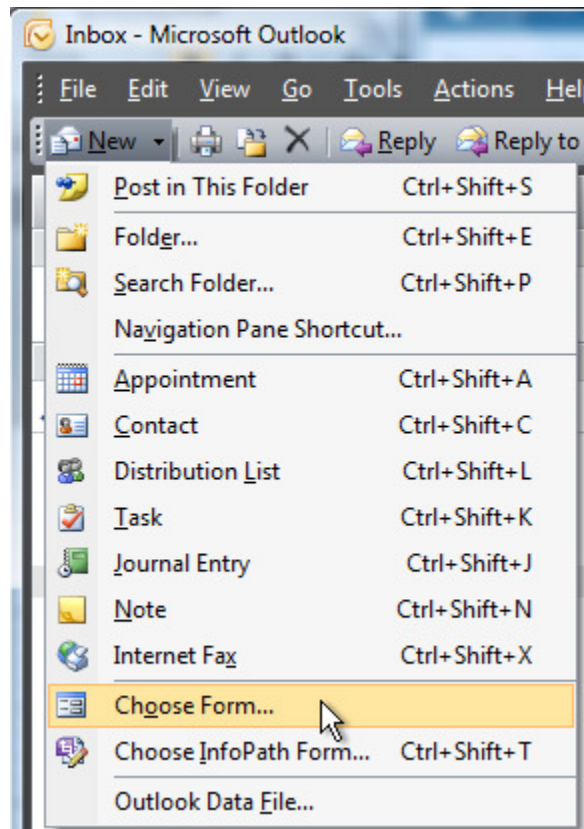 Inbox - Microsoft Outlook
File Edit View Go Tools Actions Hel
New Reply Reply to
Post in This Folder Ctrl+Shift+S
Folder... Ctrl+Shift+E
Search Folder... Ctrl+Shift+P
Navigation Pane Shortcut...
Appointment Ctrl+Shift+A
Contact Ctrl+Shift+C
Distribution List Ctrl+Shift+L
Task Ctrl+Shift+K
Journal Entry Ctrl+Shift+J
Note Ctrl+Shift+N
Internet Fax Ctrl+Shift+X
Choose Form...
Choose InfoPath Form... Ctrl+Shift+T
Outlook Data File...